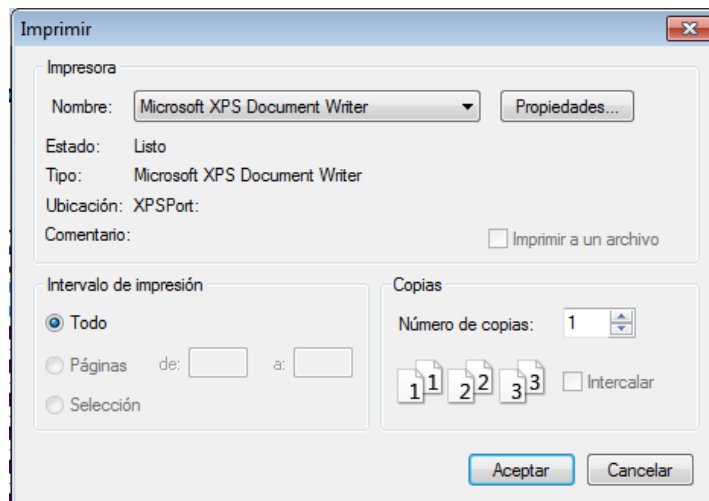 Imprimir
Impresora
Nombre: Microsoft XPS Document Writer Propiedades...
Estado: Listo
Tipo: Microsoft XPS Document Writer
Ubicación: XPSPort:
Comentario: Imprimir a un archivo
Intervalo de impresión
Todo
Páginas de: a:
Selección
Copias
Número de copias: 1
1 1 2 2 3 3 Intercalar
Aceptar Cancelar